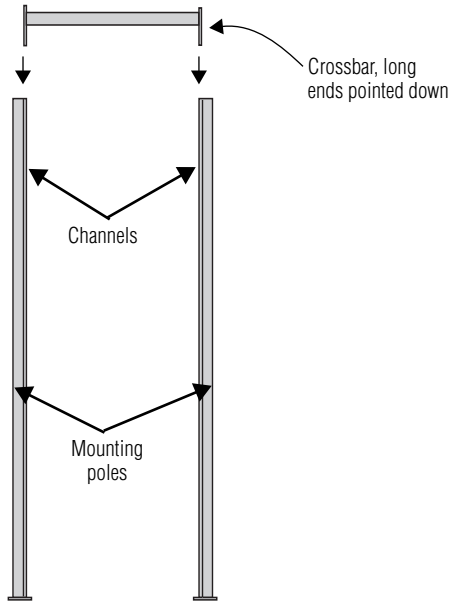 Crossbar, long
ends pointed down
Channels
Mounting
poles